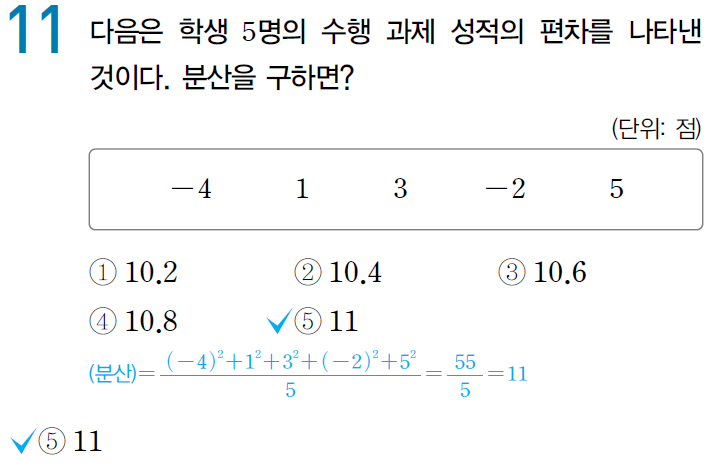 11 다음은 학생 5명의 수행 과제 성적의 편차를 나타낸
것이다. 분산을 구하면?
(단위: 점)
−4 1 3 −2 5
① 10.2 ② 10.4 ③ 10.6
④ 10.8 ✓⑤ 11
(분산)=\frac{(−4)²+1²+3²+(−2)²+5²}{5}=\frac{55}{5}=11
✓⑤ 11